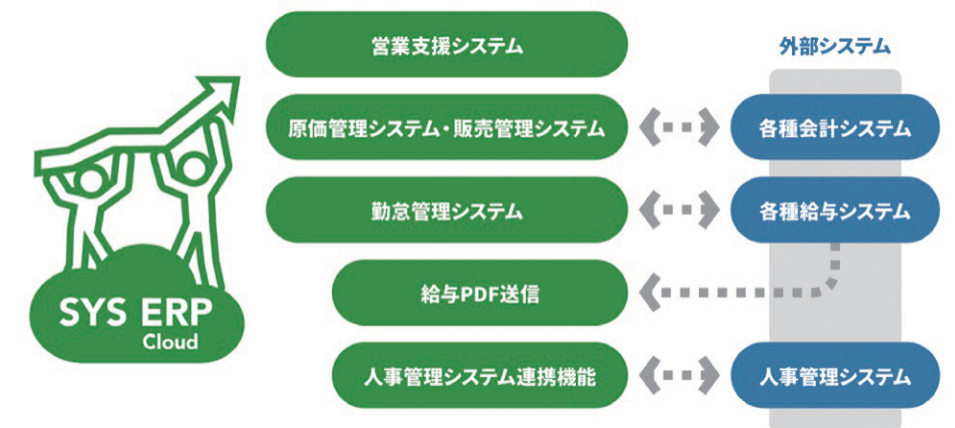 営業支援システム
外部システム
原価管理システム・販売管理システム
各種会計システム
勤怠管理システム
各種給与システム
給与PDF送信
人事管理システム連携機能
人事管理システム
SYS ERP
Cloud